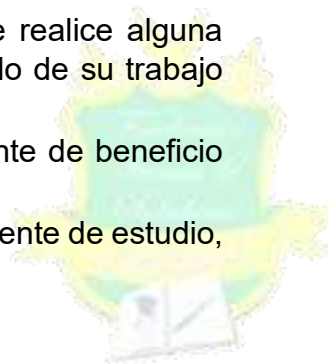 realice alguna
do de su trabajo
nte de beneficio
ente de estudio,